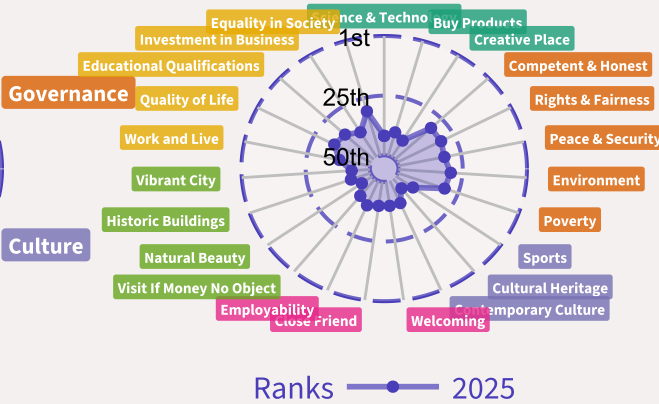 Science & Techno
Equality in Society
Buy Products
Investment in Business
1st
Creative Place
Educational Qualifications
Competent & Honest
Governance
Quality of Life
25th
Rights & Fairness
Work and Live
Peace & Security
50th
Vibrant City
Environment
Historic Buildings
Poverty
Culture
Natural Beauty
Sports
Visit If Money No Object
Cultural Heritage
Employability
Contemporary Culture
Close Friend
Welcoming
Ranks 2025